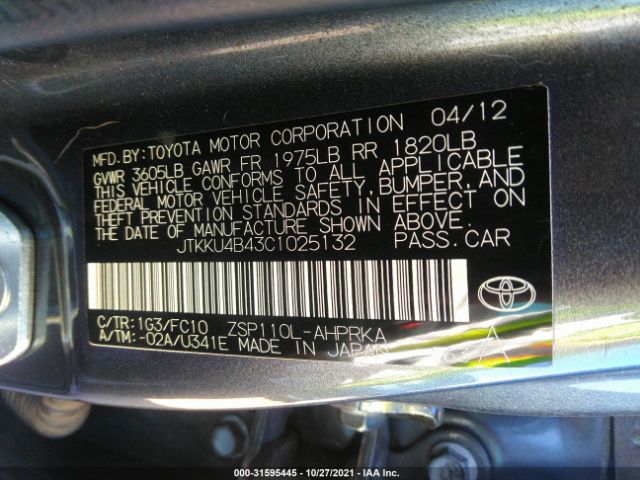 MFD.BY:TOYOTA MOTOR CORPORATION 04/12
GVWR 3605LB GAWR FR 1975LB RR 1820LB
THIS VEHICLE CONFORMS TO ALL APPLICABLE
FEDERAL MOTOR VEHICLE SAFETY, BUMPER, AND
THEFT PREVENTION STANDARDS IN EFFECT ON
THE DATE OF MANUFACTURE SHOWN ABOVE.
JTKKU4B43C1025132 PASS.CAR
C/TR:1G3/FC10 ZSP110L-AHPRKA
A/TM:-02A/U341E MADE IN JAPAN
A
000-31595445 - 10/27/2021 - IAA Inc.